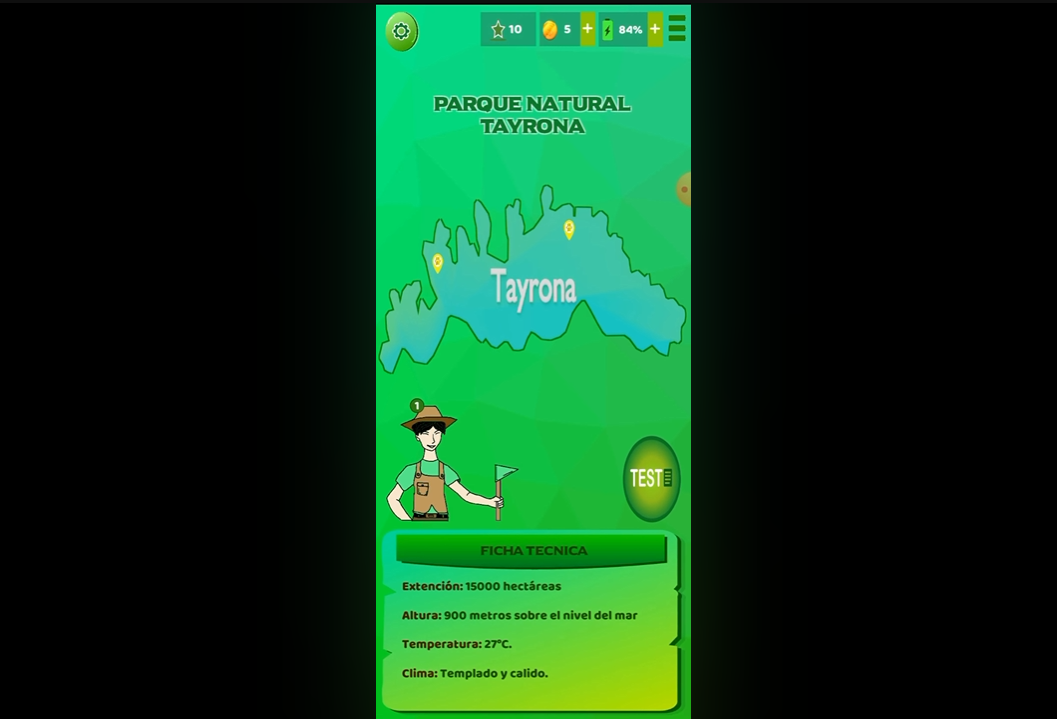 10
5
+
84%
+
PARQUE NATURAL
TAYRONA
Tayrona
1
TEST
FICHA TECNICA
Extención: 15000 hectáreas
Altura: 900 metros sobre el nivel del mar
Temperatura: 27°C.
Clima: Templado y calido.